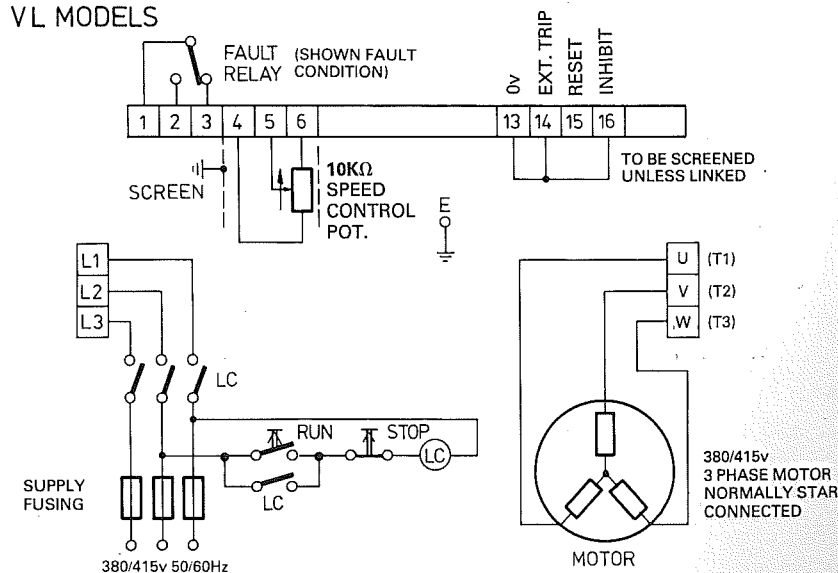 VL MODELS
FAULT RELAY (SHOWN FAULT CONDITION)
0v
EXT. TRIP
RESET
INHIBIT
1 2 3 4 5 6 13 14 15 16
SCREEN
10KΩ
SPEED
CONTROL
POT.
TO BE SCREENED
UNLESS LINKED
E
L1
L2
L3
U (T1)
V (T2)
W (T3)
LC
RUN
STOP
LC
LC
SUPPLY
FUSING
380/415v 50/60Hz
380/415v
3 PHASE MOTOR
NORMALLY STAR
CONNECTED
MOTOR